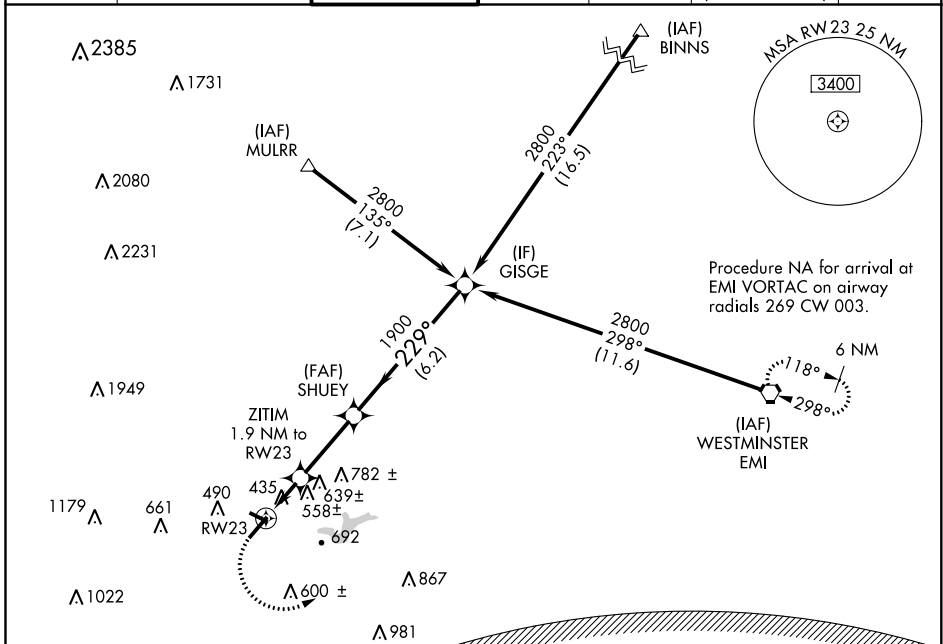 2385
1731
(IAF)
MULRR
2080
2231
2800
135°
(7.1)
(IAF)
BINNS
2800
223°
(16.5)
MSA RW 23 25 NM
3400
(IF)
GISGE
Procedure NA for arrival at
EMI VORTAC on airway
radials 269 CW 003.
2800
298°
(11.6)
6 NM
118°
298°
(IAF)
WESTMINSTER
EMI
1900
229°
(6.2)
(FAF)
SHUEY
1949
ZITIM
1.9 NM to
RW23
782 ±
639±
558±
435
490
RW23
1179
661
692
600 ±
867
1022
981